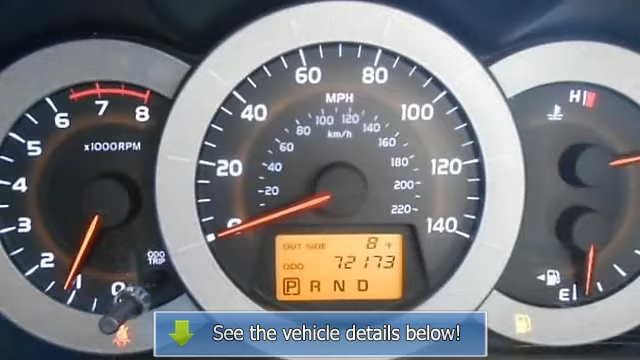 1 2 3 4 5 6 7 8
x1000RPM
ODO
TRIP
0 20 40 60 80 100 120 140
MPH
20 40 60 80 100 120 140 160 180 200 220
km/h
OUT SIDE 8°F
ODO 72173
P R N D
H
E
See the vehicle details below!